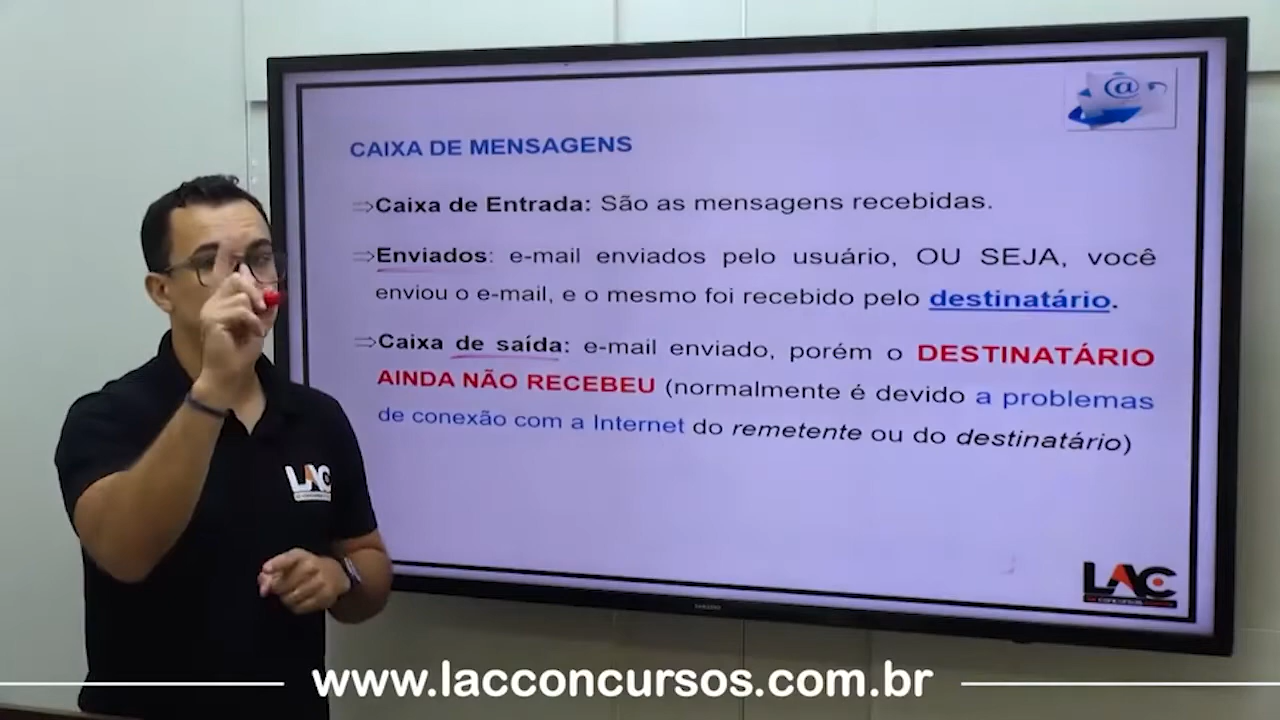 @
CAIXA DE MENSAGENS
⇒Caixa de Entrada: São as mensagens recebidas.
⇒Enviados: e-mail enviados pelo usuário, OU SEJA, você
enviou o e-mail, e o mesmo foi recebido pelo destinatário.
⇒Caixa de saída: e-mail enviado, porém o DESTINATÁRIO
AINDA NÃO RECEBEU (normalmente é devido a problemas
de conexão com a Internet do remetente ou do destinatário)
LAC
LAC
www.lacconcursos.com.br